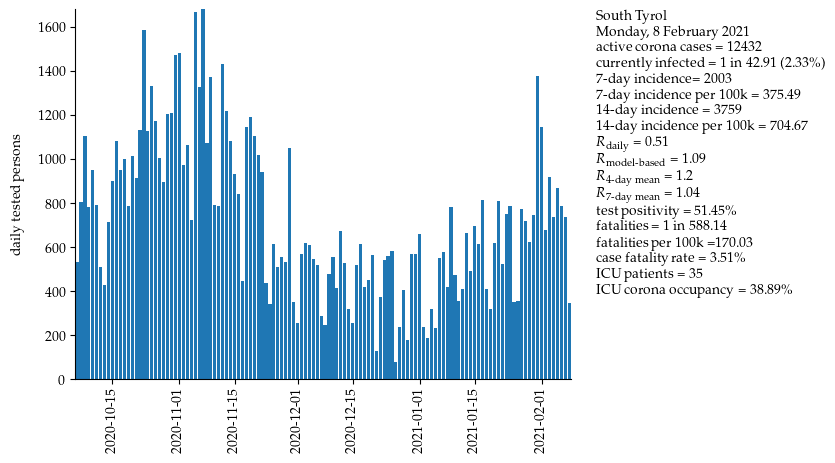 South Tyrol
Monday, 8 February 2021
active corona cases = 12432
currently infected = 1 in 42.91 (2.33%)
7-day incidence= 2003
7-day incidence per 100k = 375.49
14-day incidence = 3759
14-day incidence per 100k = 704.67
R daily = 0.51
R model-based = 1.09
R 4-day mean = 1.2
R 7-day mean = 1.04
test positivity = 51.45%
fatalities = 1 in 588.14
fatalities per 100k =170.03
case fatality rate = 3.51%
ICU patients = 35
ICU corona occupancy = 38.89%
daily tested persons
1600
1400
1200
1000
800
600
400
200
0
2020-10-15
2020-11-01
2020-11-15
2020-12-01
2020-12-15
2021-01-01
2021-01-15
2021-02-01